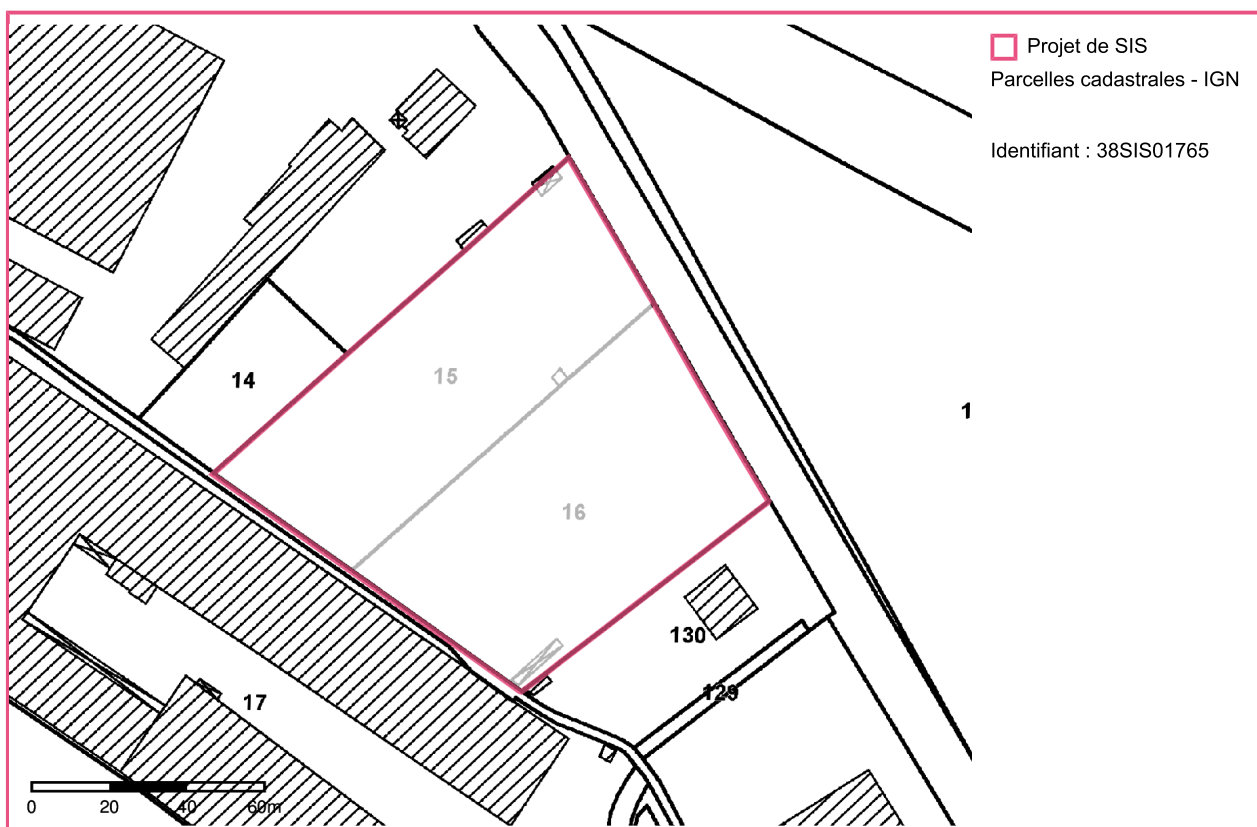 Projet de SIS
Parcelles cadastrales - IGN
Identifiant : 38SIS01765
14
15
1
16
130
129
17
0 20 40 60m